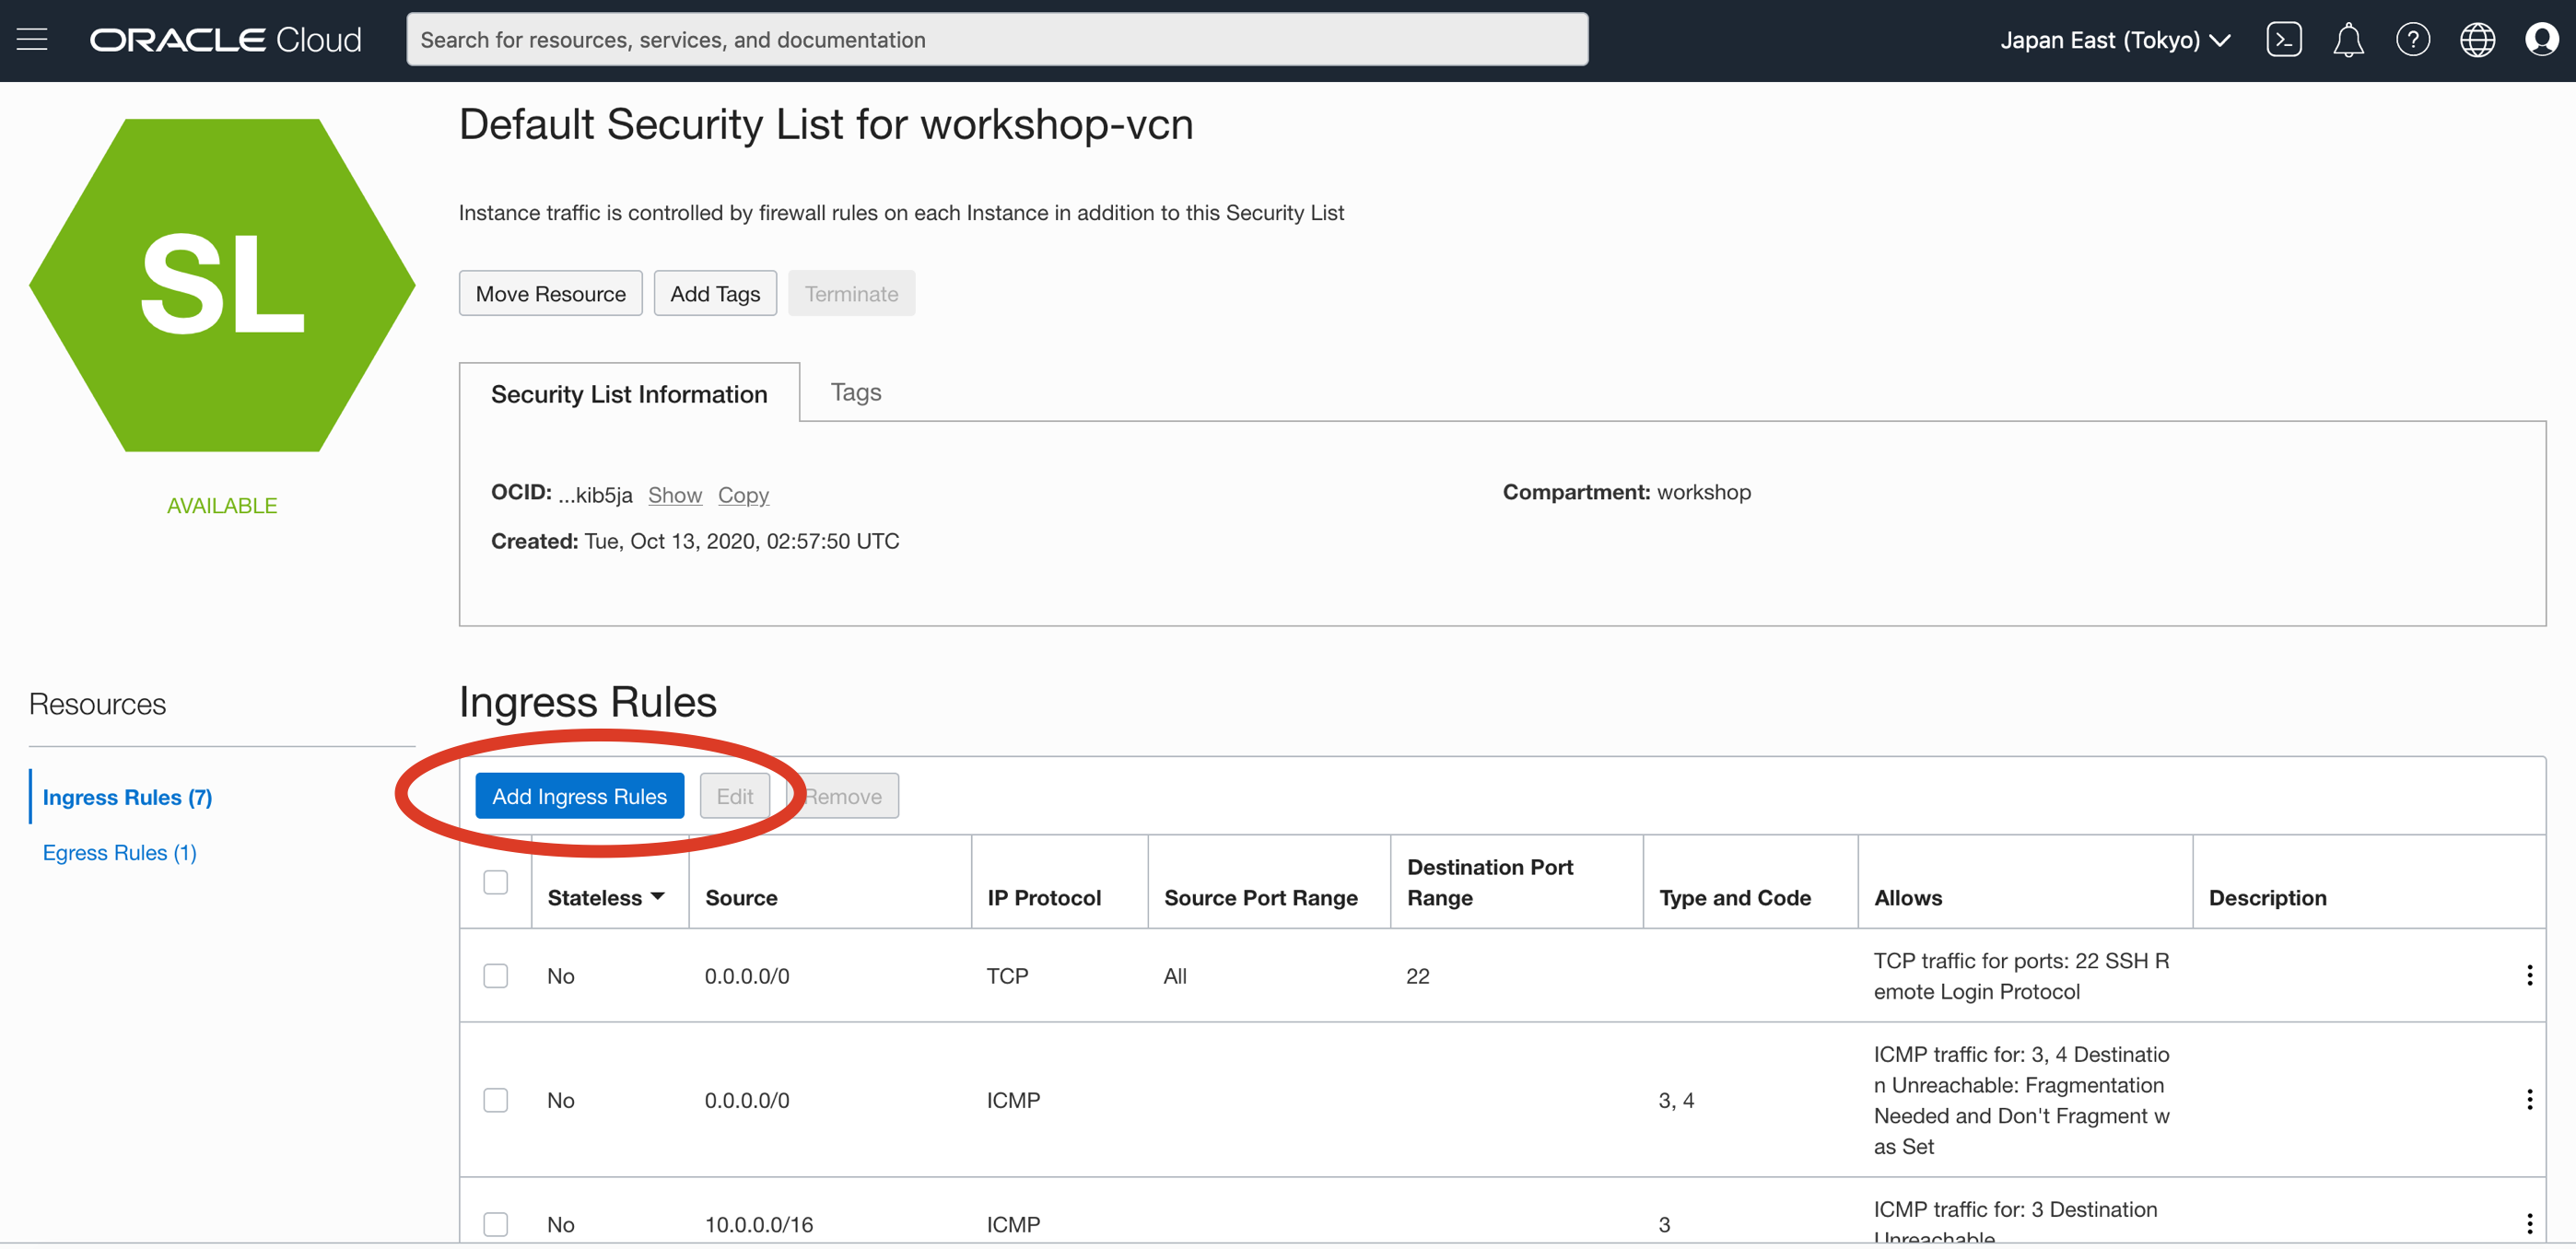 ORACLE Cloud
Search for resources, services, and documentation
Japan East (Tokyo)
SL
AVAILABLE
Default Security List for workshop-vcn
Instance traffic is controlled by firewall rules on each Instance in addition to this Security List
Move Resource Add Tags Terminate
Security List Information Tags
OCID: ...kib5ja Show Copy
Compartment: workshop
Created: Tue, Oct 13, 2020, 02:57:50 UTC
Resources
Ingress Rules (7)
Egress Rules (1)
Ingress Rules
Add Ingress Rules Edit Remove
Stateless Source IP Protocol Source Port Range Destination Port Range Type and Code Allows Description
No 0.0.0.0/0 TCP All 22 TCP traffic for ports: 22 SSH R
emote Login Protocol
No 0.0.0.0/0 ICMP 3, 4 ICMP traffic for: 3, 4 Destinatio
n Unreachable: Fragmentation
Needed and Don't Fragment w
as Set
No 10.0.0.0/16 ICMP 3 ICMP traffic for: 3 Destination
Unreachable